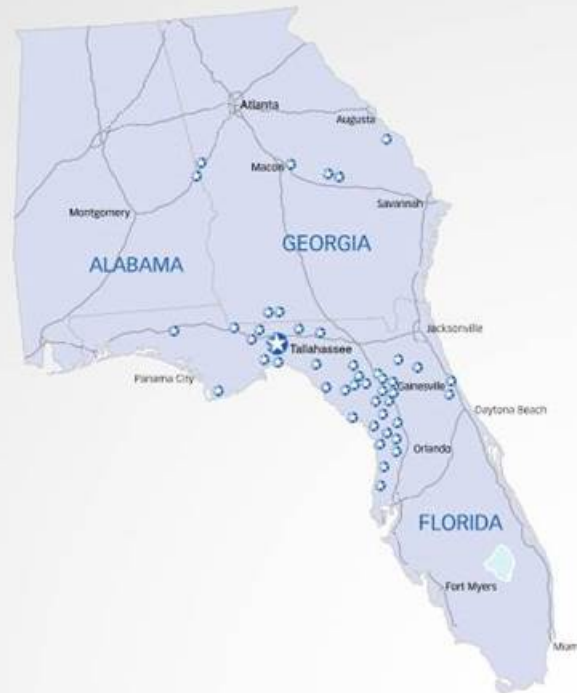 Atlanta
Augusta
Macon
Savannah
Montgomery
GEORGIA
ALABAMA
Jacksonville
Tallahassee
Panama City
Gainesville
Daytona Beach
Orlando
FLORIDA
Fort Myers